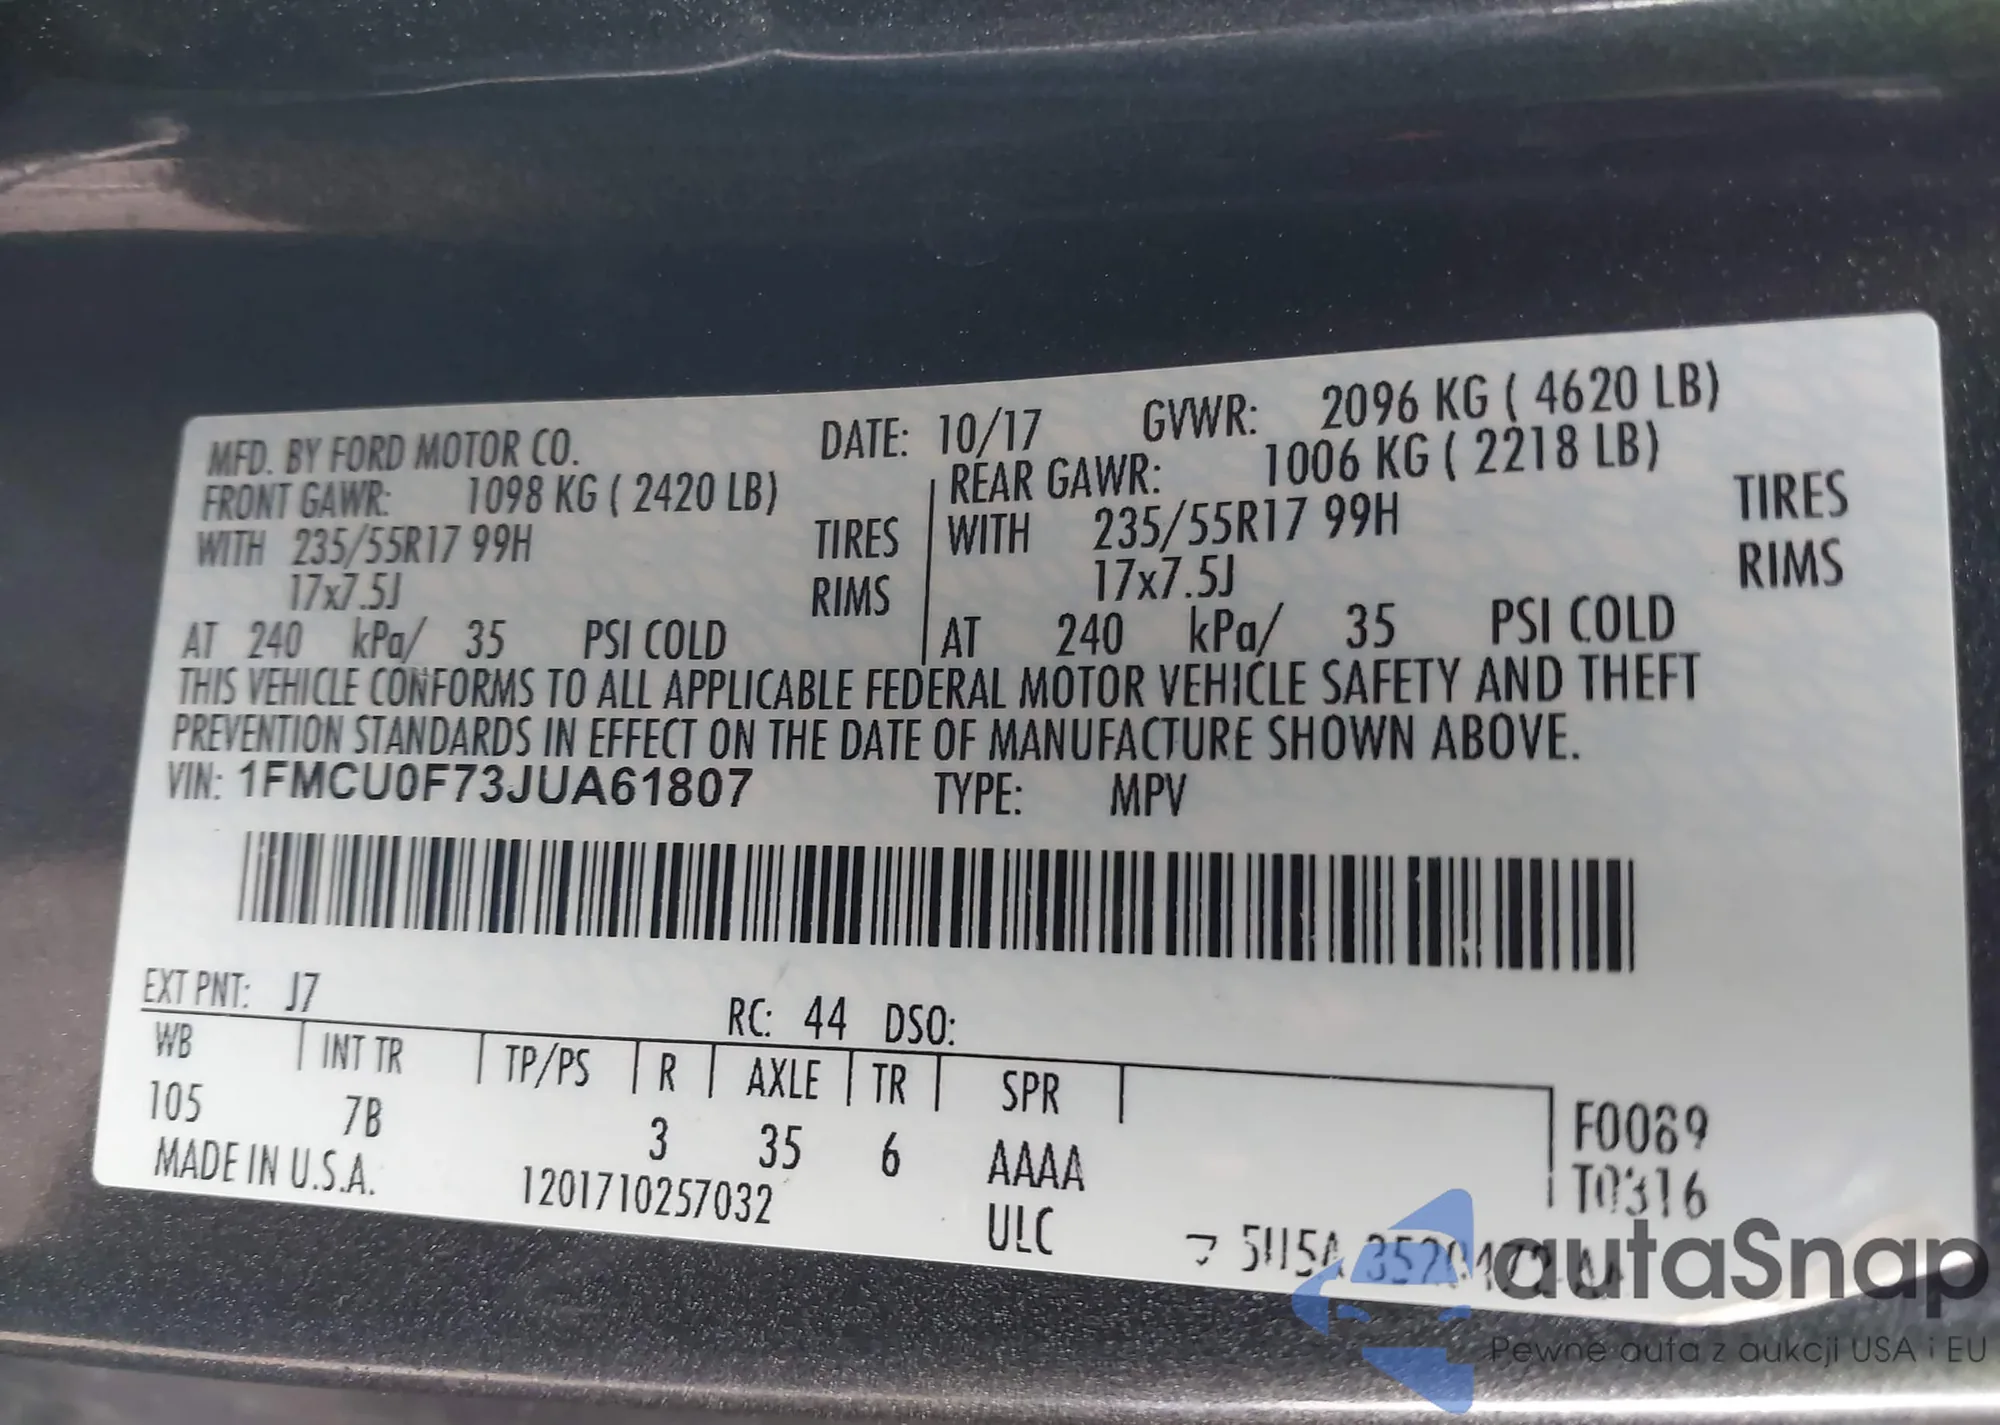 MFD. BY FORD MOTOR CO. DATE: 10/17 GVWR: 2096 KG ( 4620 LB)
FRONT GAWR: 1098 KG ( 2420 LB) REAR GAWR: 1006 KG ( 2218 LB)
WITH 235/55R17 99H TIRES WITH 235/55R17 99H TIRES
17x7.5J RIMS 17x7.5J RIMS
AT 240 kPa/ 35 PSI COLD AT 240 kPa/ 35 PSI COLD
THIS VEHICLE CONFORMS TO ALL APPLICABLE FEDERAL MOTOR VEHICLE SAFETY AND THEFT
PREVENTION STANDARDS IN EFFECT ON THE DATE OF MANUFACTURE SHOWN ABOVE.
VIN: 1FMCU0F73JUA61807 TYPE: MPV
EXT PNT: J7 RC: 44 DSO:
WB INT TR TP/PS R AXLE TR SPR
105 7B 3 35 6 AAAA F0089
MADE IN U.S.A. 1201710257032 ULC T0316
autaSnap
Pewne auta z aukcji USA i EU